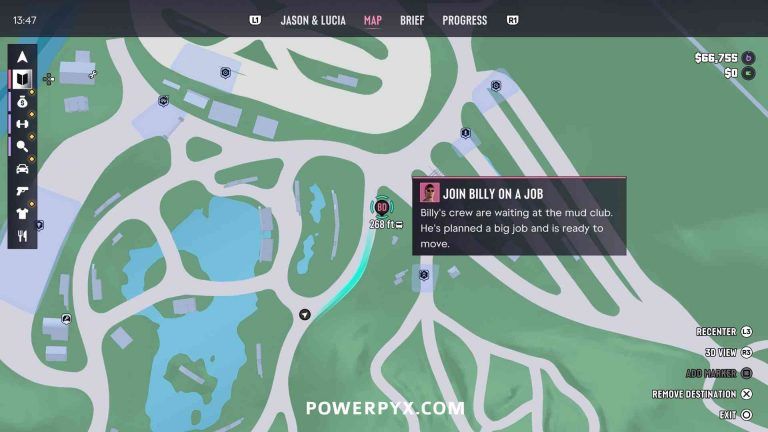 13:47
L1 JASON & LUCIA MAP BRIEF PROGRESS R1
$66,755
$0
JOIN BILLY ON A JOB
Billy's crew are waiting at the mud club.
He's planned a big job and is ready to
move.
BD
268 ft
RECENTER L3
3D VIEW R3
ADD MARKER
REMOVE DESTINATION
EXIT
POWERPYX.COM